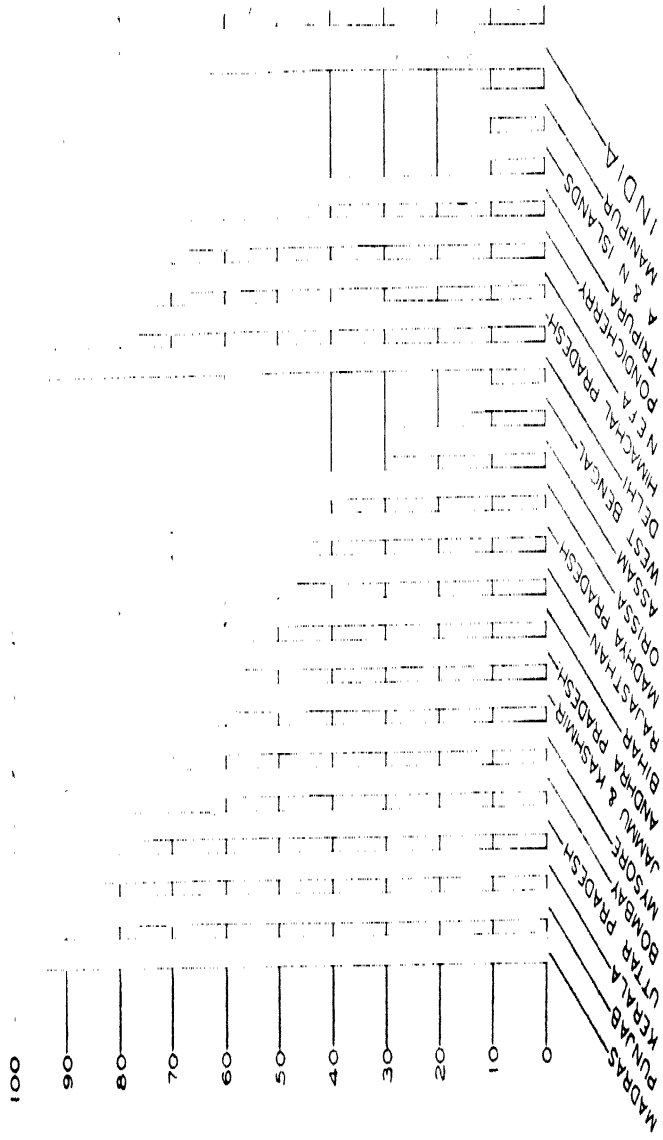 100
90
80
70
60
50
40
30
20
10
0
MADRAS
PUNJAB
KERALA
UTTAR PRADESH
BOMBAY
MYSORE
JAMMU & KASHMIR
ANDHRA PRADESH
BIHAR
RAJASTHAN
MADHYA PRADESH
ORISSA
ASSAM
WEST BENGAL
DELHI
HIMACHAL PRADESH
N E F A
PONDICHERRY
TRIPURA
A & N ISLANDS
MANIPUR
INDIA